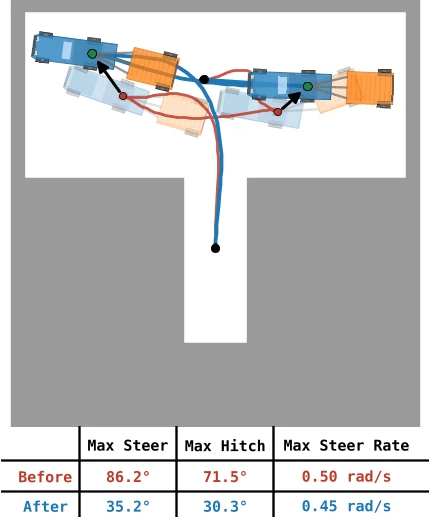 Max Steer Max Hitch Max Steer Rate
Before 86.2° 71.5° 0.50 rad/s
After 35.2° 30.3° 0.45 rad/s